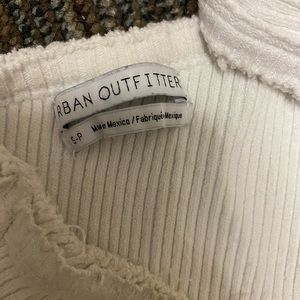 RBAN OUTFITTER
S-P
Made Mexico / Fabriqué Mexique